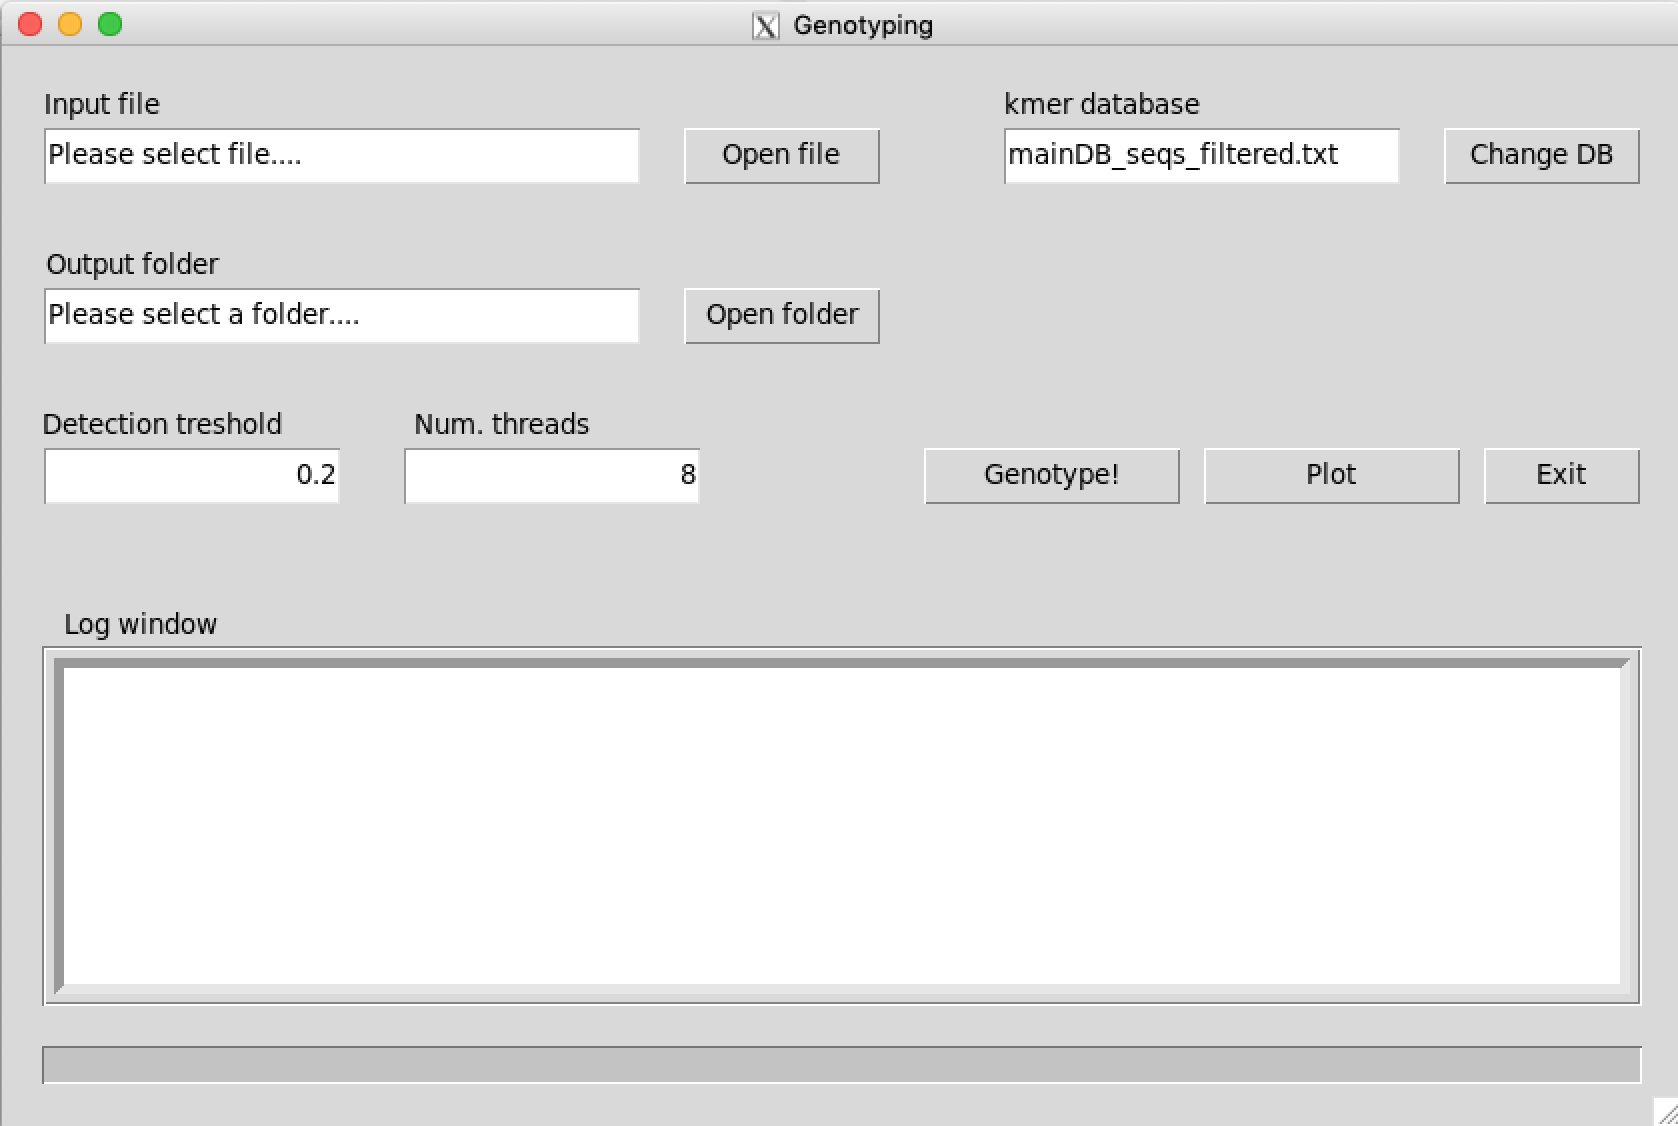 Genotyping
Input file
kmer database
Please select file....
Open file
mainDB_seqs_filtered.txt
Change DB
Output folder
Please select a folder....
Open folder
Detection treshold
Num. threads
0.2
8
Genotype!
Plot
Exit
Log window